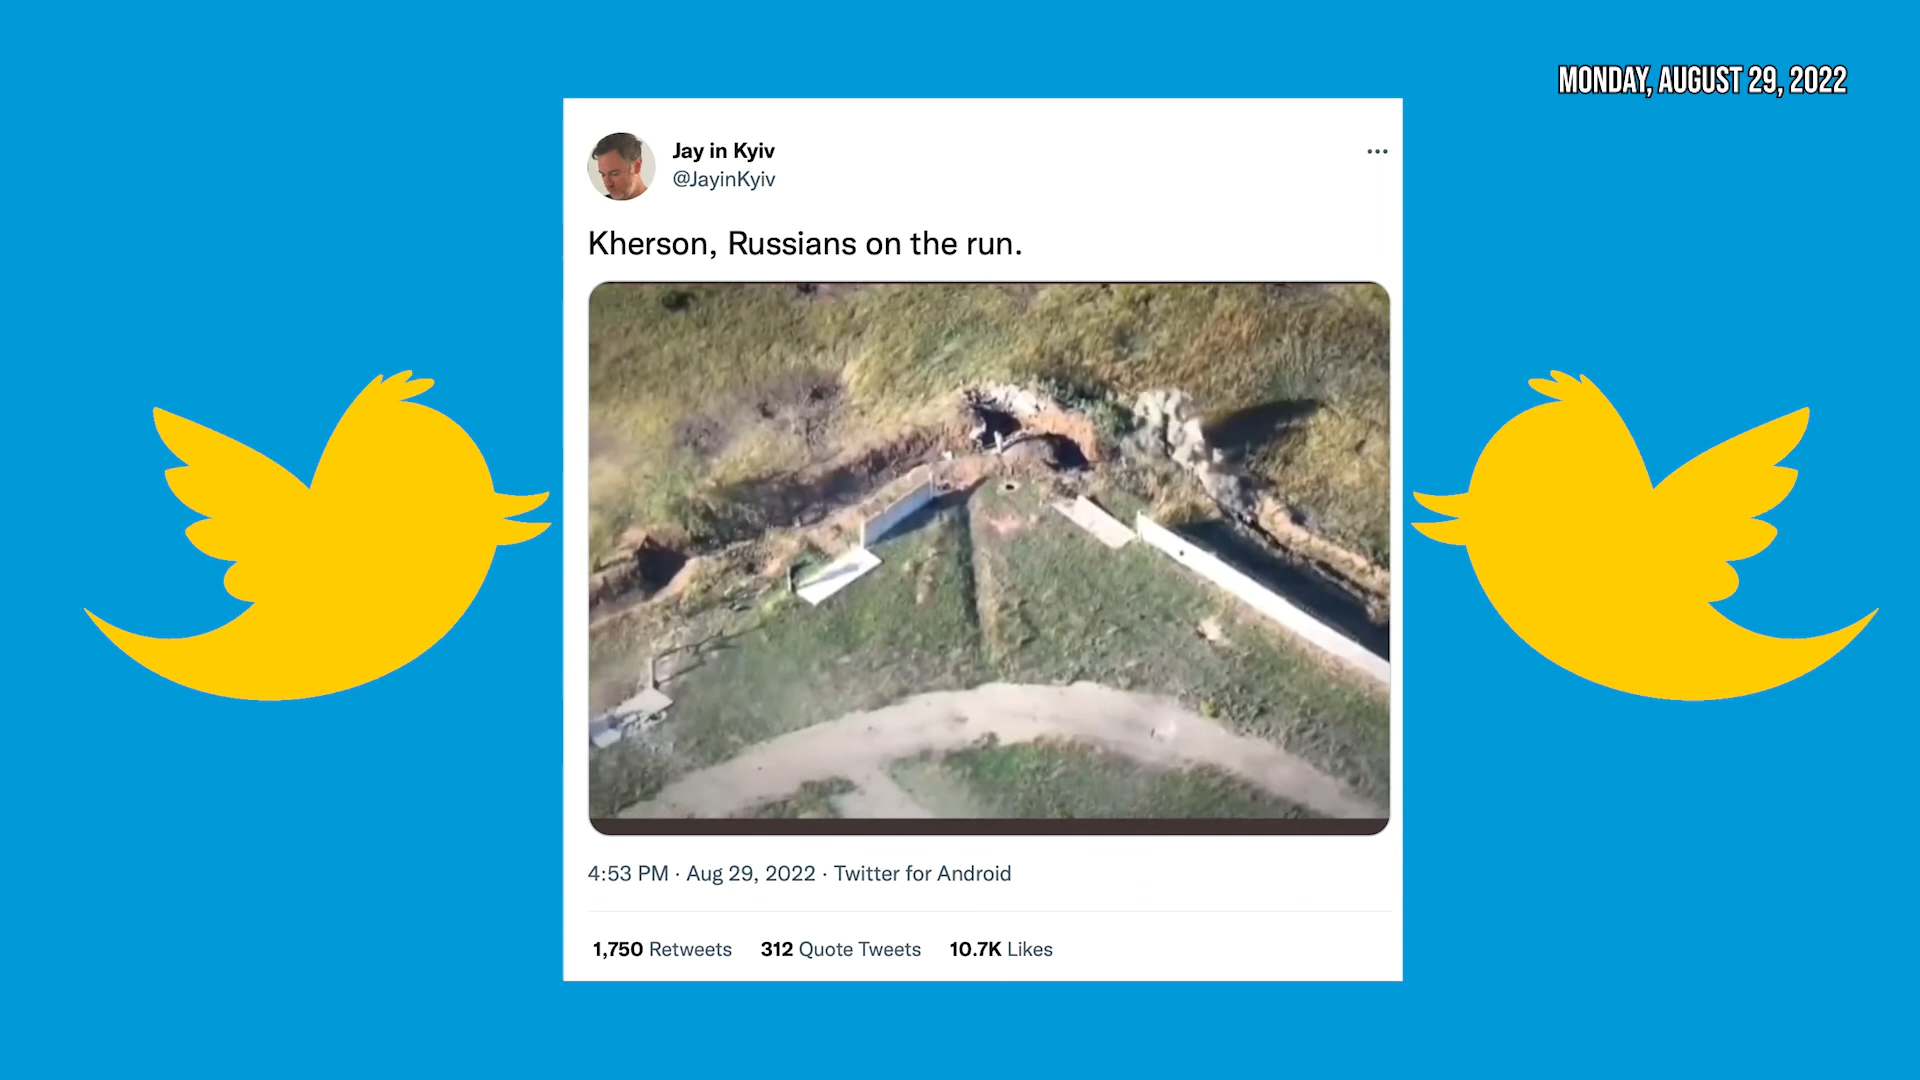 MONDAY, AUGUST 29, 2022
Jay in Kyiv
@JayinKyiv
Kherson, Russians on the run.
4:53 PM · Aug 29, 2022 · Twitter for Android
1,750 Retweets 312 Quote Tweets 10.7K Likes